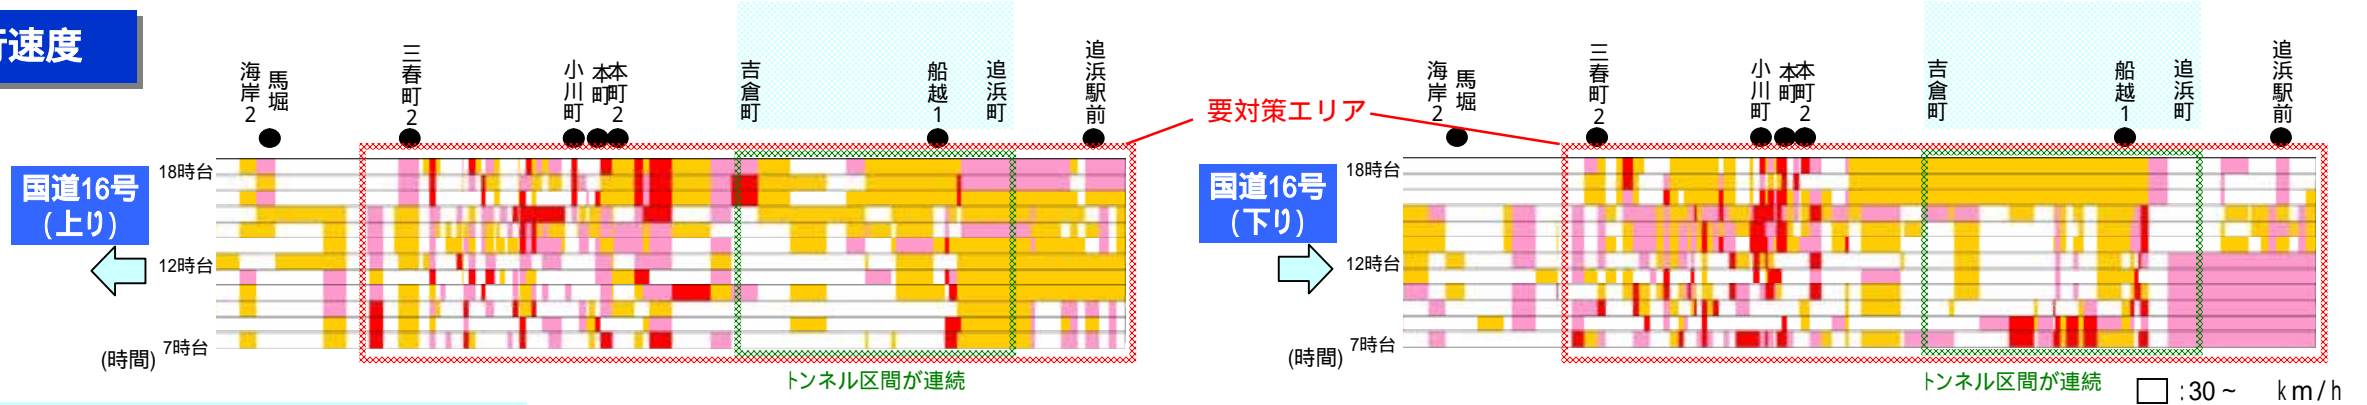 行速度
海岸2
馬堀
三春町2
小川町
本町
本町2
吉倉町
船越1
追浜町
追浜駅前
国道16号
(上り)
18時台
12時台
7時台
(時間)
トンネル区間が連続
要対策エリア
海岸2
馬堀
三春町2
小川町
本町
本町2
吉倉町
船越1
追浜町
追浜駅前
国道16号
(下り)
18時台
12時台
7時台
(時間)
トンネル区間が連続
:30~ km/h